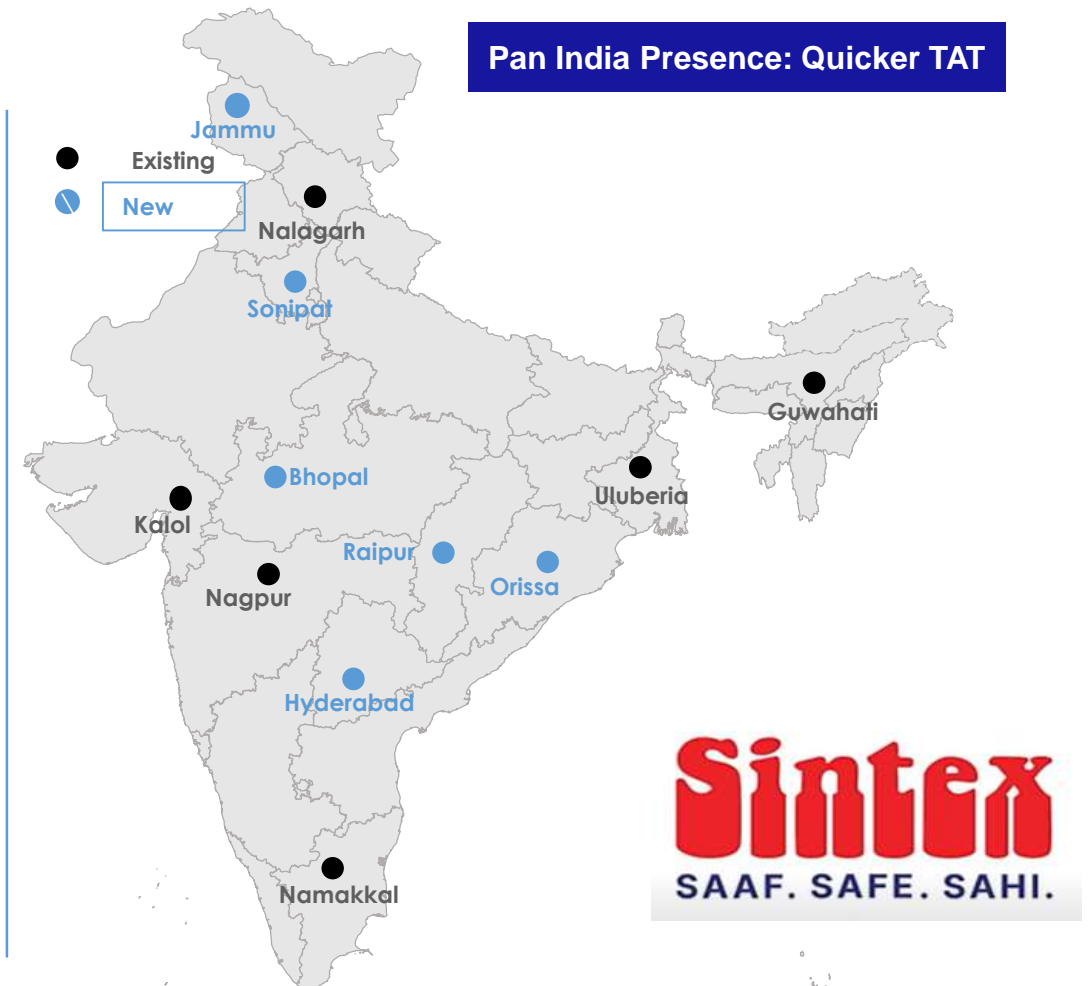 Pan India Presence: Quicker TAT
Jammu
Existing
New
Nalagarh
Sonipat
Guwahati
Bhopal
Uluberia
Kalol
Raipur
Orissa
Nagpur
Hyderabad
Sintex
SAAF. SAFE. SAHI.
Namakkal